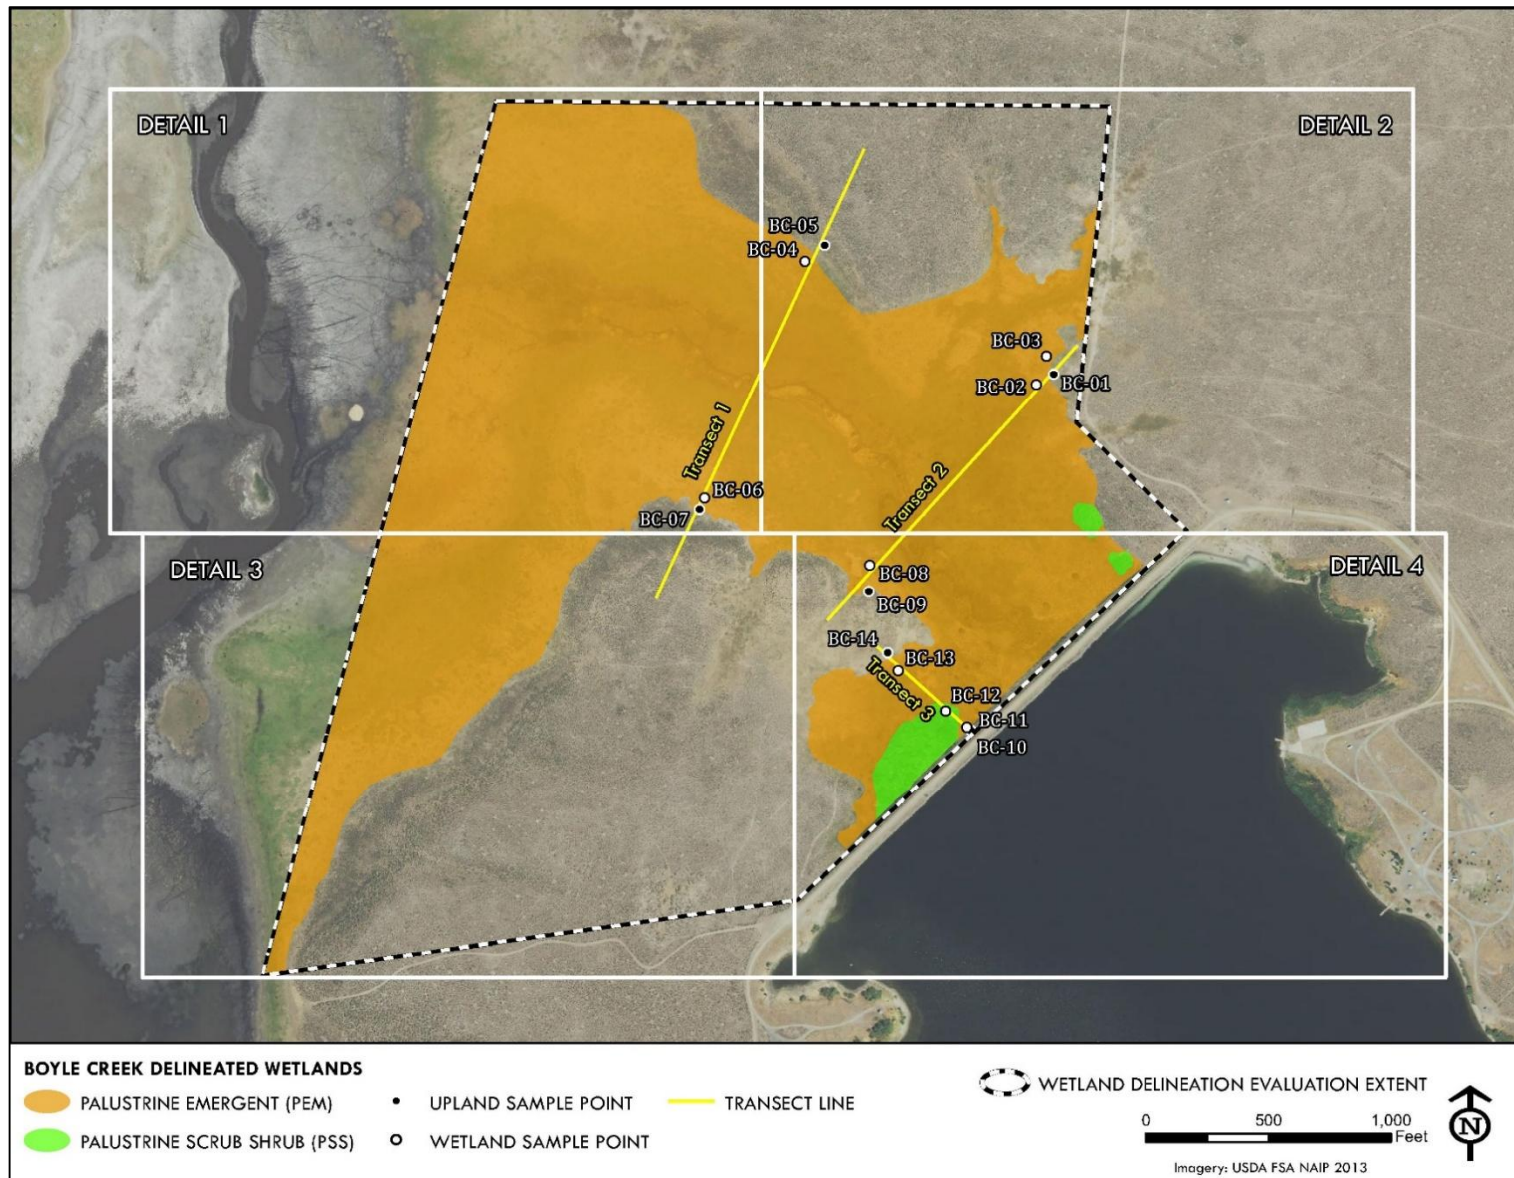 DETAIL 1
DETAIL 2
BC-05
BC-04
BC-03
BC-02
BC-01
Transect 1
Transect 2
BC-06
BC-07
DETAIL 3
DETAIL 4
BC-08
BC-09
BC-14
BC-13
Transect 3
BC-12
BC-11
BC-10
BOYLE CREEK DELINEATED WETLANDS
PALUSTRINE EMERGENT (PEM)
UPLAND SAMPLE POINT
TRANSECT LINE
PALUSTRINE SCRUB SHRUB (PSS)
WETLAND SAMPLE POINT
WETLAND DELINEATION EVALUATION EXTENT
0 500 1,000
Feet
N
Imagery: USDA FSA NAIP 2013